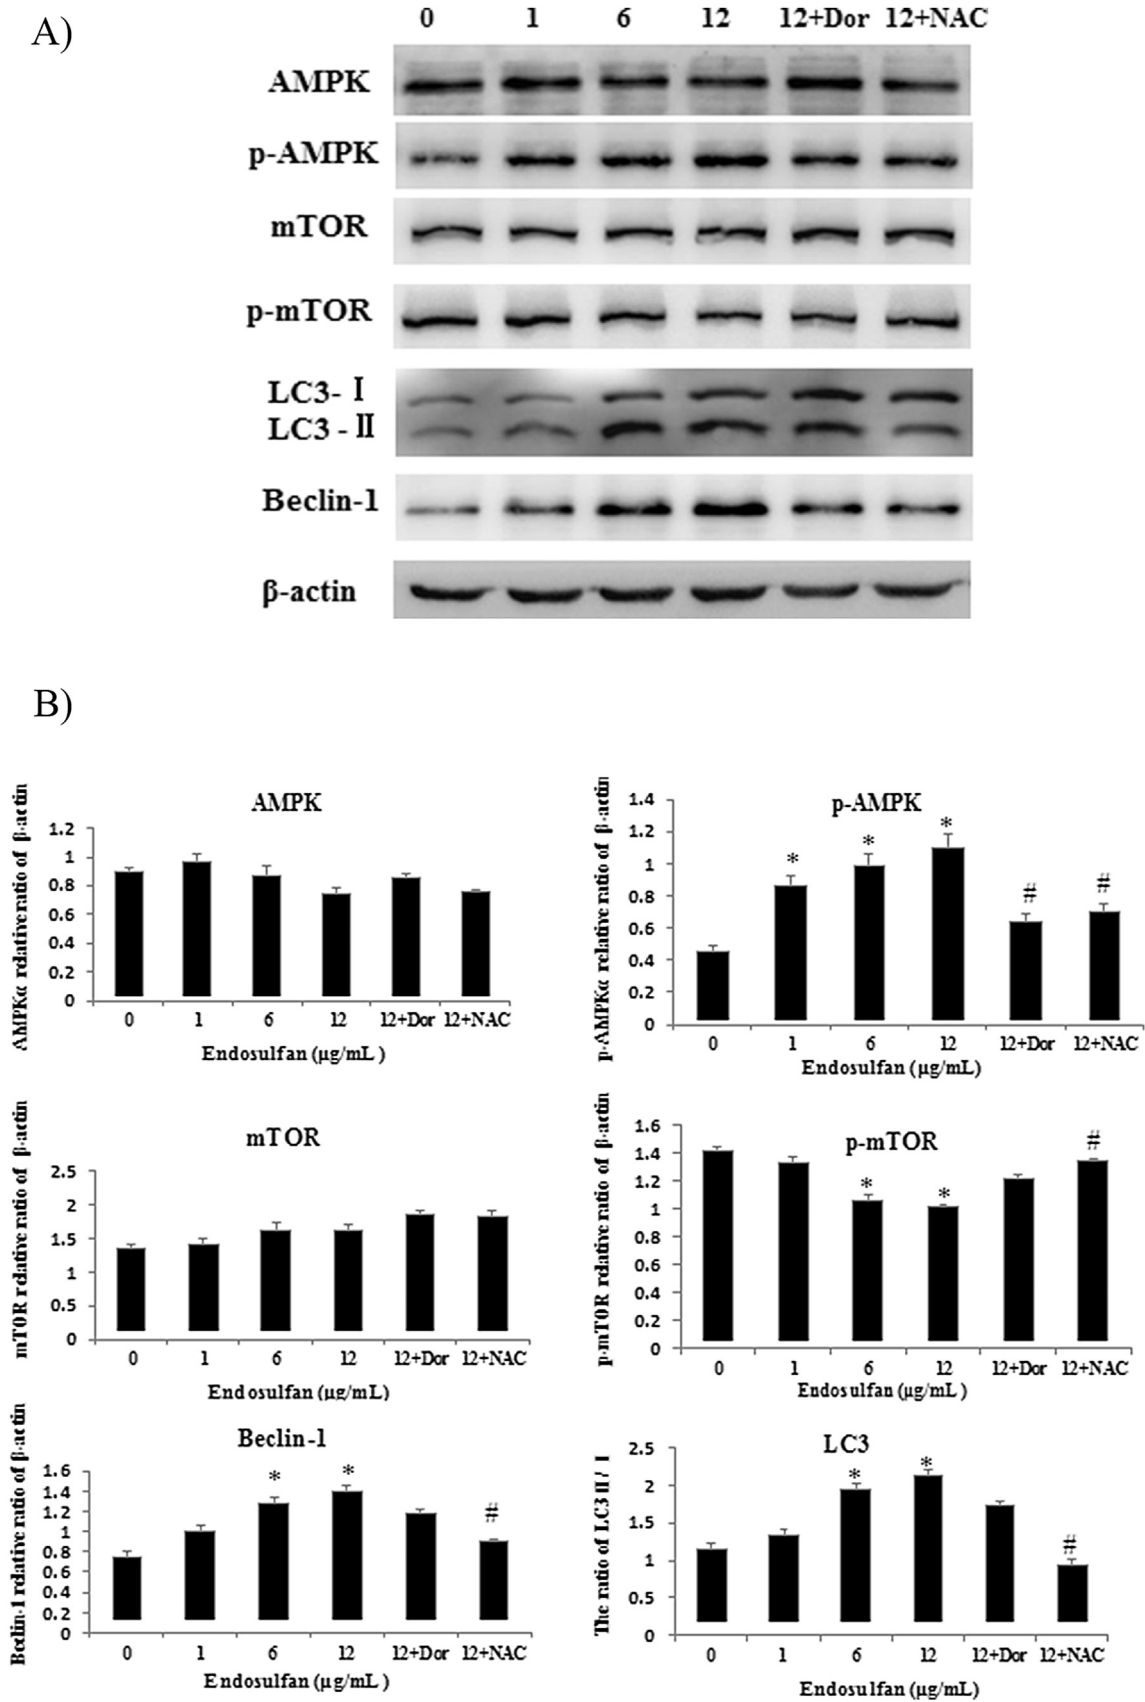 A)
0 1 6 12 12+Dor 12+NAC
AMPK
p-AMPK
mTOR
p-mTOR
LC3- I
LC3 - II
Beclin-1
β-actin
B)
AMPK
AMPKα relative ratio of β-actin
1.2
1
0.8
0.6
0.4
0.2
0
0 1 6 12 12+Dor 12+NAC
Endosulfan (µg/mL )
p-AMPK
p-AMPKα relative ratio of β-actin
1.4
1.2
1
0.8
0.6
0.4
0.2
0
* * * # #
0 1 6 12 12+Dor 12+NAC
Endosulfan (µg/mL)
mTOR
mTOR relative ratio of β-actin
2.5
2
1.5
1
0.5
0
0 1 6 12 12+Dor 12+NAC
Endosulfan (µg/mL)
p-mTOR
p-mTOR relative ratio of β-actin
1.6
1.4
1.2
1
0.8
0.6
0.4
0.2
0
* * #
0 1 6 12 12+Dor 12+NAC
Endosulfan (µg/mL)
Beclin-1
Beclin-1 relative ratio of β-actin
1.6
1.4
1.2
1
0.8
0.6
0.4
0.2
0
* * #
0 1 6 12 12+Dor 12+NAC
Endosulfan (µg/mL )
LC3
The ratio of LC3 II / I
2.5
2
1.5
1
0.5
0
* * #
0 1 6 12 12+Dor 12+NAC
Endosulfan (µg/mL)